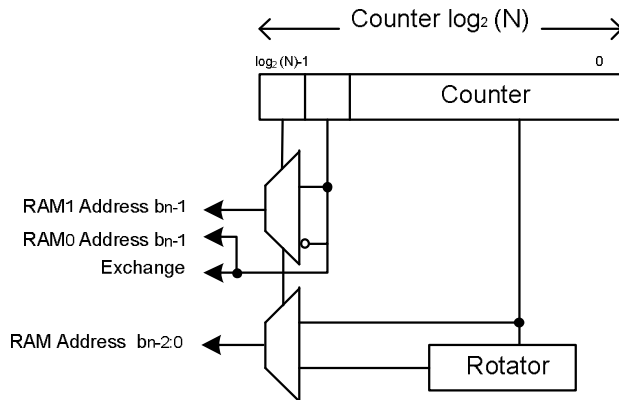 Counter log₂ (N)
log₂ (N)-1
0
Counter
RAM1 Address bn-1
RAM0 Address bn-1
Exchange
RAM Address bn-2:0
Rotator